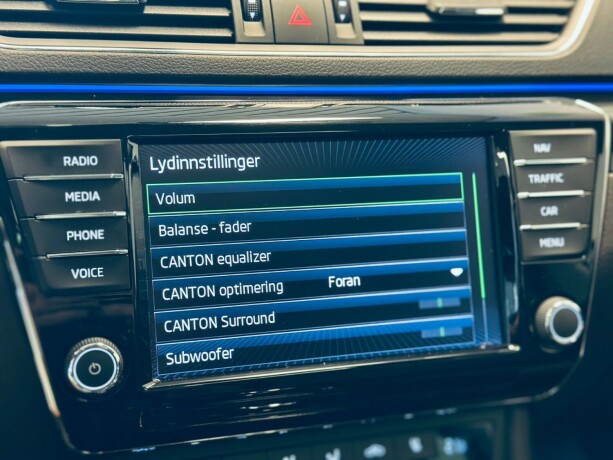 RADIO
MEDIA
PHONE
VOICE
Lydinnstillinger
Volum
Balanse - fader
CANTON equalizer
CANTON optimering Foran
CANTON Surround
Subwoofer
NAV
TRAFFIC
CAR
MENU